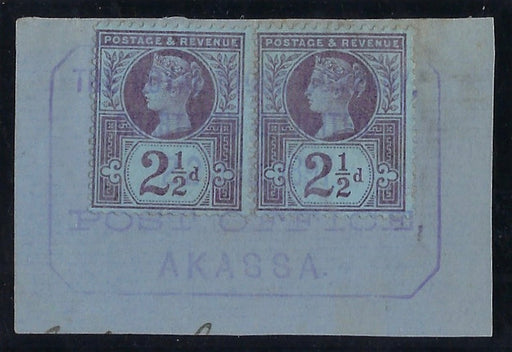 POSTAGE & REVENUE POSTAGE & REVENUE
2½d 2½d
POST OFFICE,
AKASSA.